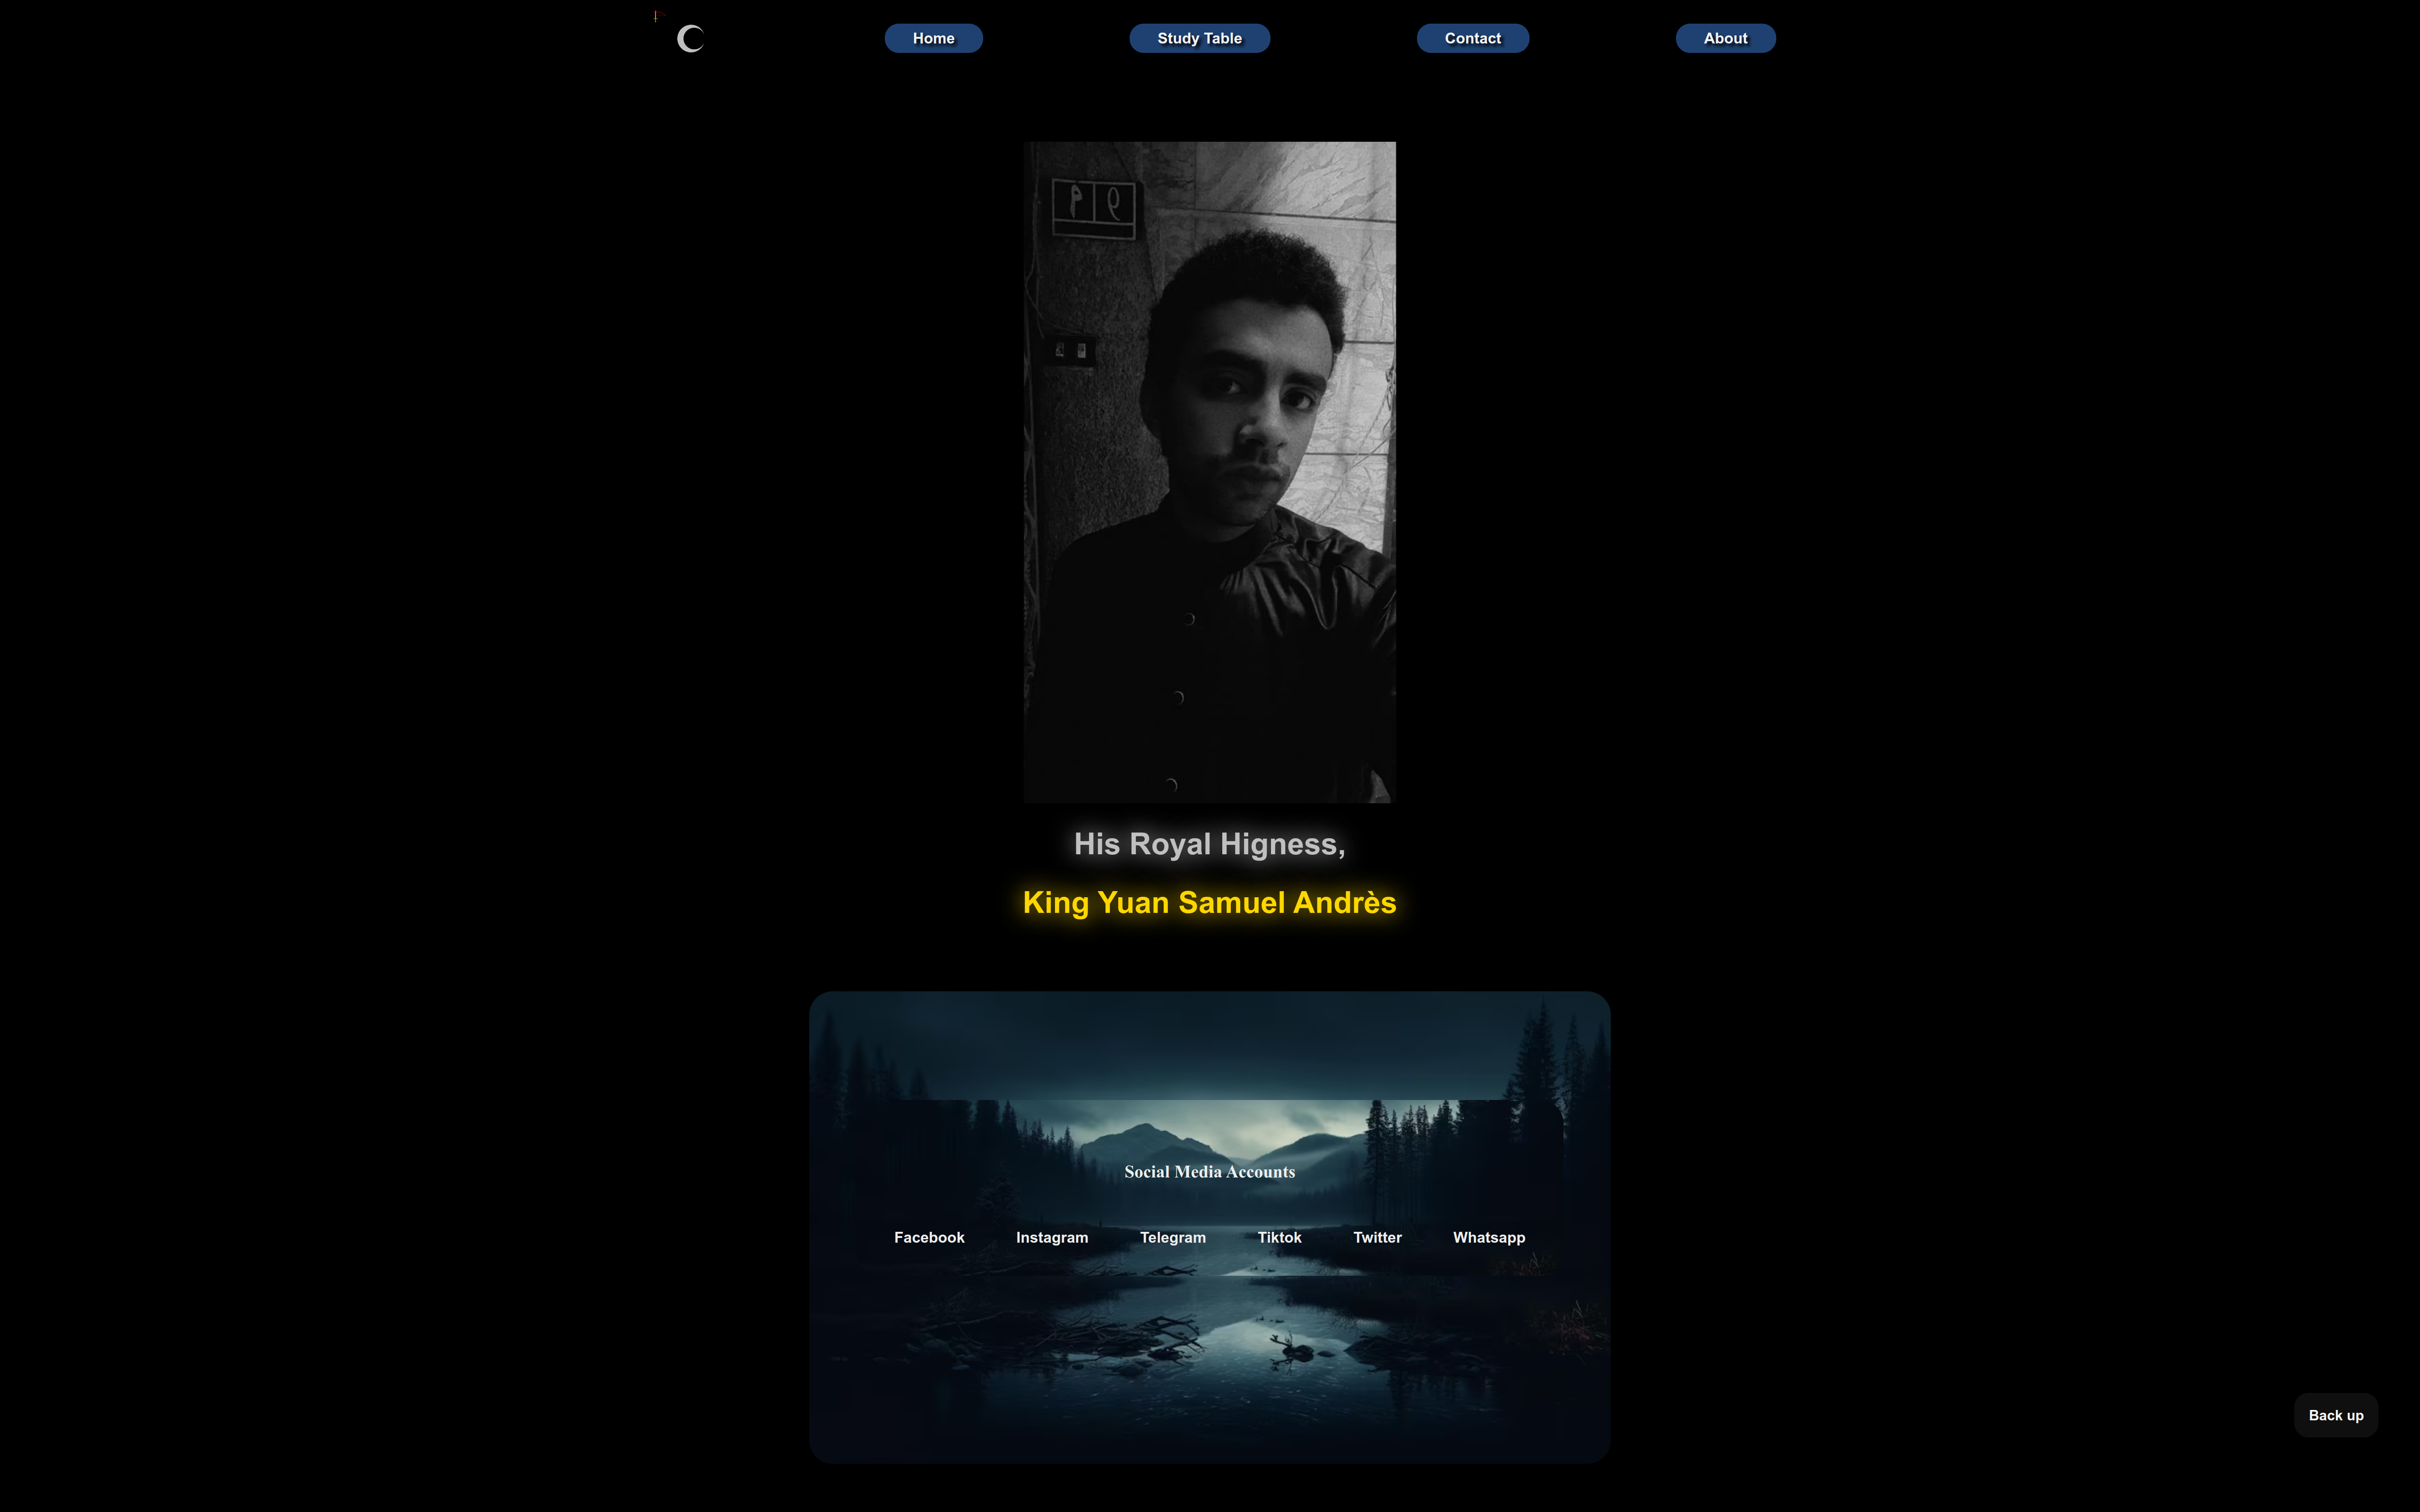 Home Study Table Contact About
His Royal Higness,
King Yuan Samuel Andrès
Social Media Accounts
Facebook Instagram Telegram Tiktok Twitter Whatsapp
Back up